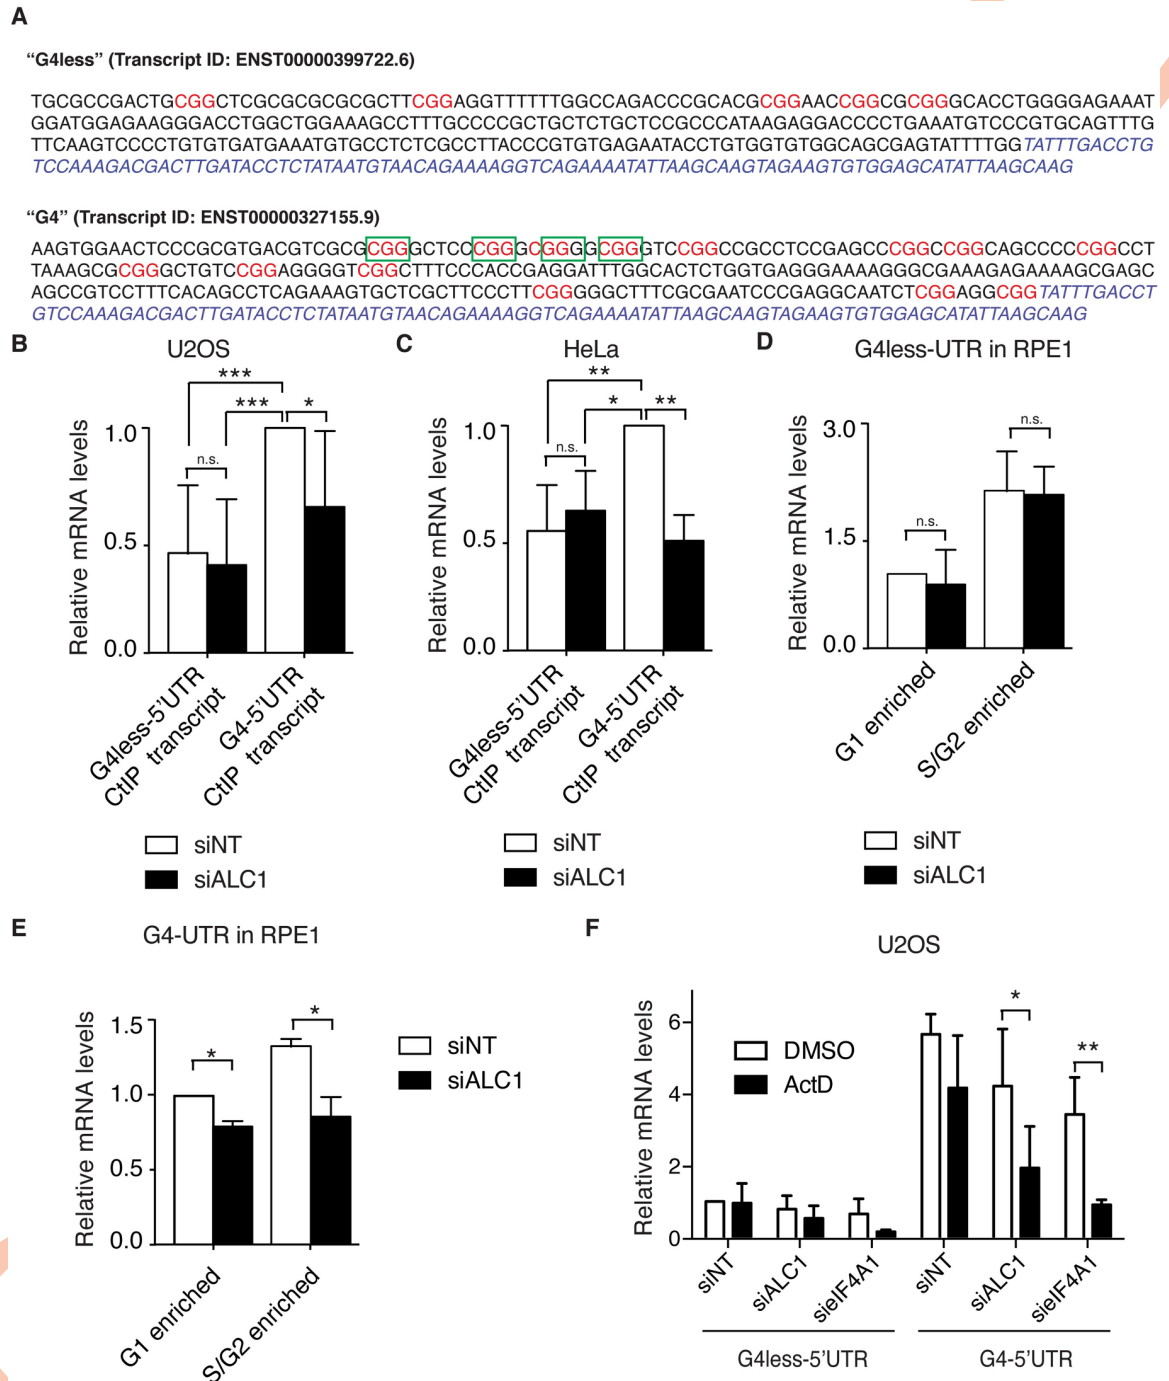 A
“G4less” (Transcript ID: ENST00000399722.6)
TGCGCCGACTGCGGCTCGCGCGCGCGCTTCGGAGGTTTTTTGGCCAGACCCGCACGCGGAACCGGCGCGGGCACCTGGGGAGAAAT
GGATGGAGAAGGGACCTGGCTGGAAAGCCTTTGCCCCGCTGCTCTGCTCCGCCCATAAGAGGACCCCTGAAATGTCCCGTGCAGTTTG
TTCAAGTCCCCTGTGTGATGAAATGTGCCTCTCGCCTTACCCGTGTGAGAATACCTGTGGTGTGGCAGCGAGTATTTTGGTATTTGACCTG
TCCAAAGACGACTTGATACCTCTATAATGTAACAGAAAAGGTCAGAAAATATTAAGCAAGTAGAAGTGTGGAGCATATTAAGCAAG
“G4” (Transcript ID: ENST00000327155.9)
AAGTGGAACTCCCGCGTGACGTCGCGCGGGCTCCCGGGCGGGGCGGGTCCGGCCGCCTCCGAGCCCGGCCGGCAGCCCCCGGCCT
TAAAGCGCGGGCTGTCCGGAGGGGTCGGCTTTCCCACCGAGGATTTGGCACTCTGGTGAGGGAAAAGGGCGAAAGAGAAAAGCGAGC
AGCCGTCCTTTCACAGCCTCAGAAAGTGCTCGCTTCCCTTCGGGGGCTTTCGCGAATCCCGAGGCAATCTCGGAGGCGGTATTTGACCT
GTCCAAAGACGACTTGATACCTCTATAATGTAACAGAAAAGGTCAGAAAATATTAAGCAAGTAGAAGTGTGGAGCATATTAAGCAAG
B
U2OS
Relative mRNA levels
1.0
0.5
0.0
***
***
*
n.s.
G4less-5’UTR
CtIP transcript
G4-5’UTR
CtIP transcript
siNT
siALC1
C
HeLa
Relative mRNA levels
1.0
0.5
0.0
**
*
**
n.s.
G4less-5’UTR
CtIP transcript
G4-5’UTR
CtIP transcript
siNT
siALC1
D
G4less-UTR in RPE1
Relative mRNA levels
3.0
1.5
0.0
n.s.
n.s.
G1 enriched
S/G2 enriched
siNT
siALC1
E
G4-UTR in RPE1
Relative mRNA levels
1.5
1.0
0.5
0.0
*
*
G1 enriched
S/G2 enriched
siNT
siALC1
F
U2OS
Relative mRNA levels
6
4
2
0
DMSO
ActD
*
**
siNT
siALC1
sieIF4A1
siNT
siALC1
sieIF4A1
G4less-5’UTR
G4-5’UTR